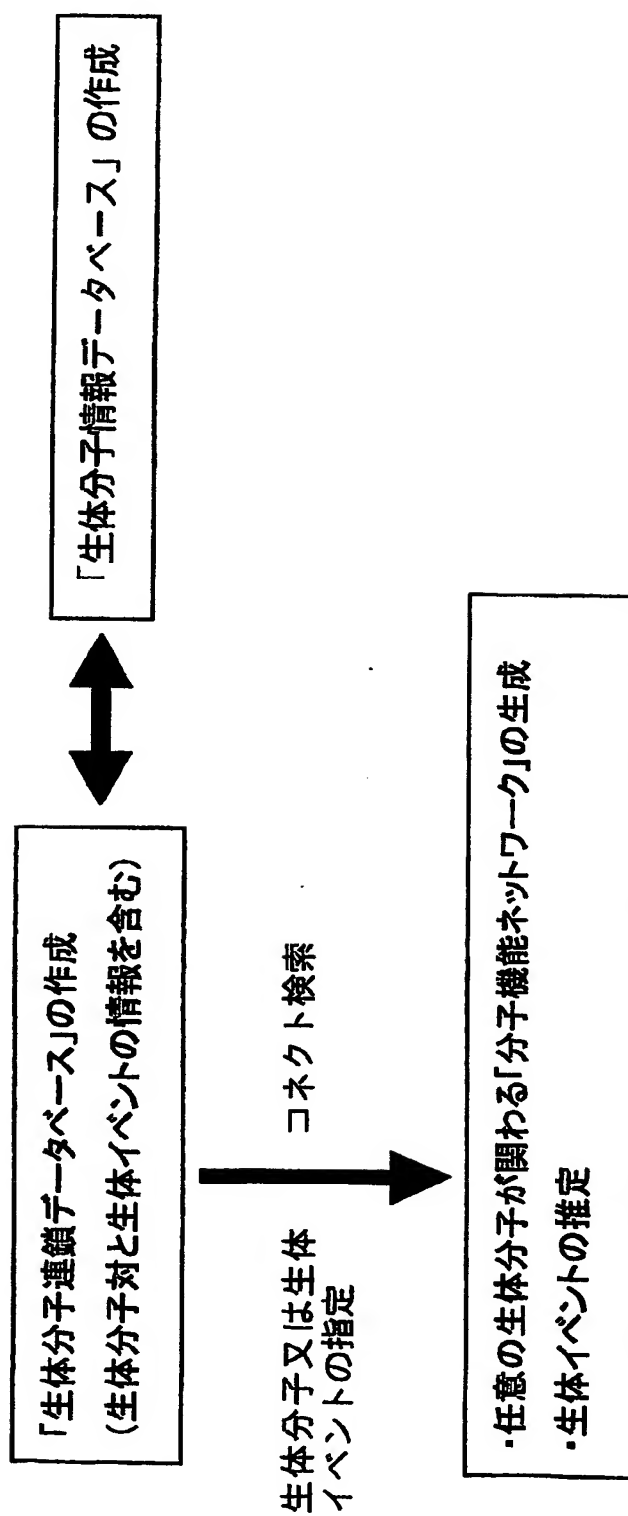 「生体分子連鎖データベース」の作成
(生体分子対と生体イベントの情報を含む)
「生体分子情報データベース」の作成
生体分子又は生体
イベントの指定
コネクト検索
・任意の生体分子が関わる「分子機能ネットワーク」の生成
・生体イベントの推定